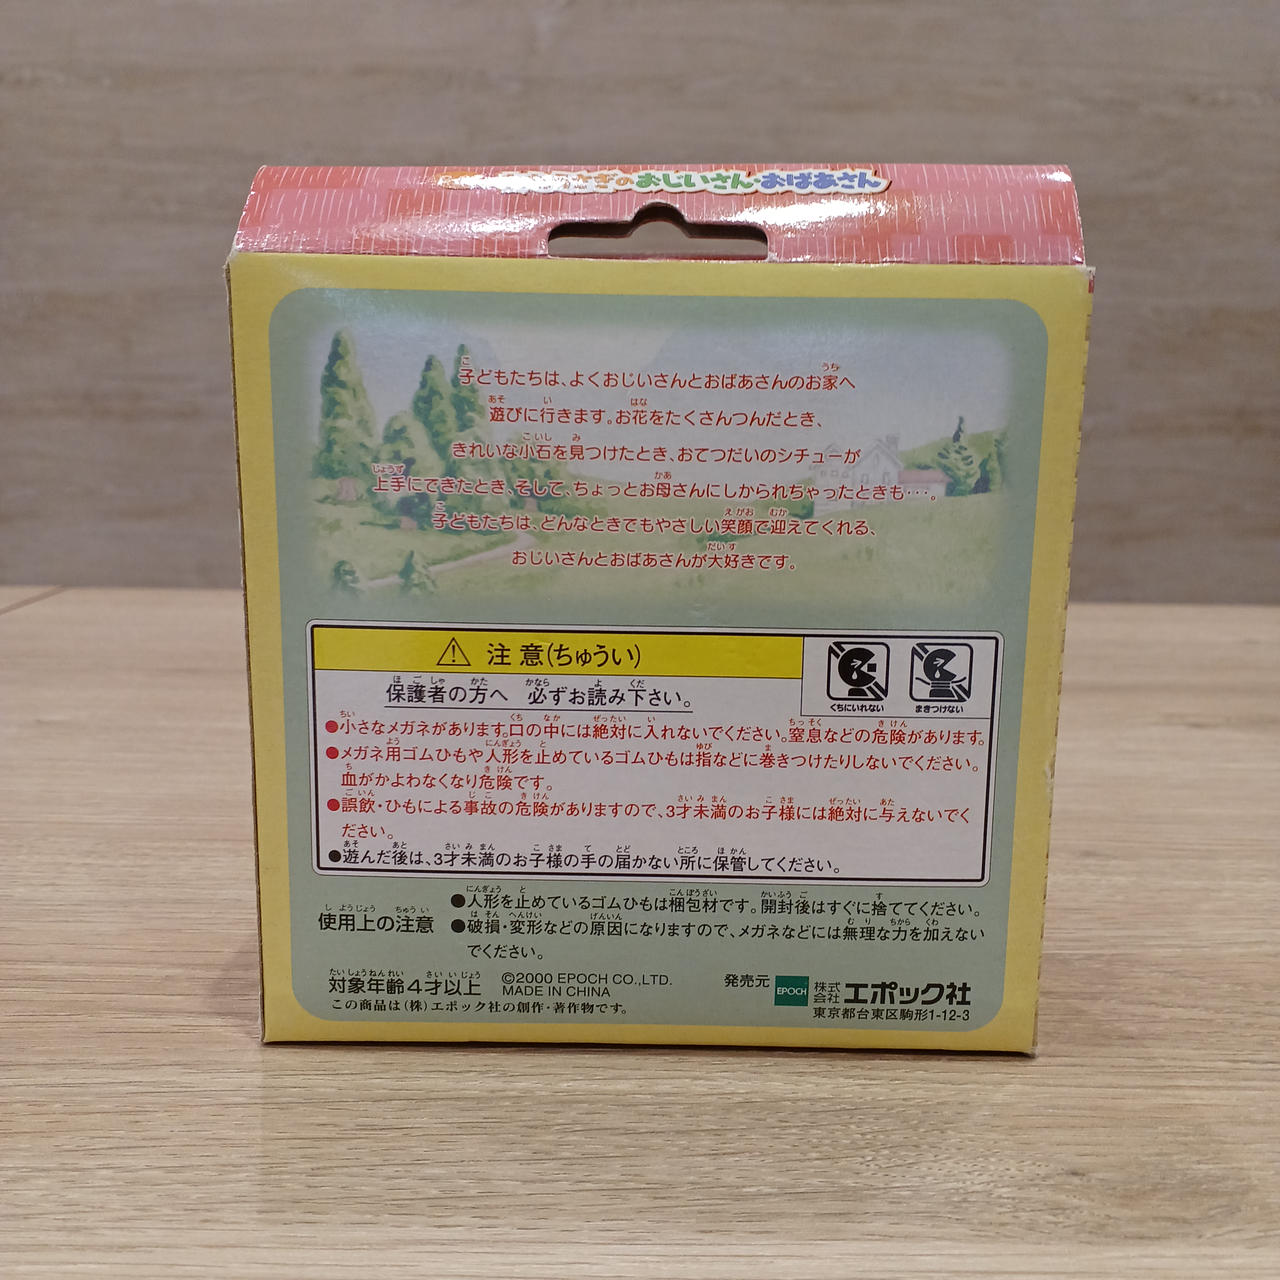 うさぎのおじいさん・おばあさん
子どもたちは、よくおじいさんとおばあさんのお家へ
遊びに行きます。お花をたくさんつんだとき、
きれいな小石を見つけたとき、おてつだいのシチューが
上手にできたとき、そして、ちょっとお母さんにしかられちゃったときも・・・。
子どもたちは、どんなときでもやさしい笑顔で迎えてくれる、
おじいさんとおばあさんが大好きです。
注意(ちゅうい)
保護者の方へ 必ずお読み下さい。
くちにいれない
まきつけない
●小さなメガネがあります。口の中には絶対に入れないでください。窒息などの危険があります。
●メガネ用ゴムひもや人形を止めているゴムひもは指などに巻きつけたりしないでください。
血がかよわなくなり危険です。
●誤飲・ひもによる事故の危険がありますので、3才未満のお子様には絶対に与えないでく
ださい。
●遊んだ後は、3才未満のお子様の手の届かない所に保管してください。
使用上の注意
●人形を止めているゴムひもは梱包材です。開封後はすぐに捨ててください。
●破損・変形などの原因になりますので、メガネなどには無理な力を加えない
でください。
対象年齢4才以上
©2000 EPOCH CO.,LTD.
MADE IN CHINA
この商品は(株)エポック社の創作・著作物です。
発売元 EPOCH 株式会社 エポック社
東京都台東区駒形1-12-3